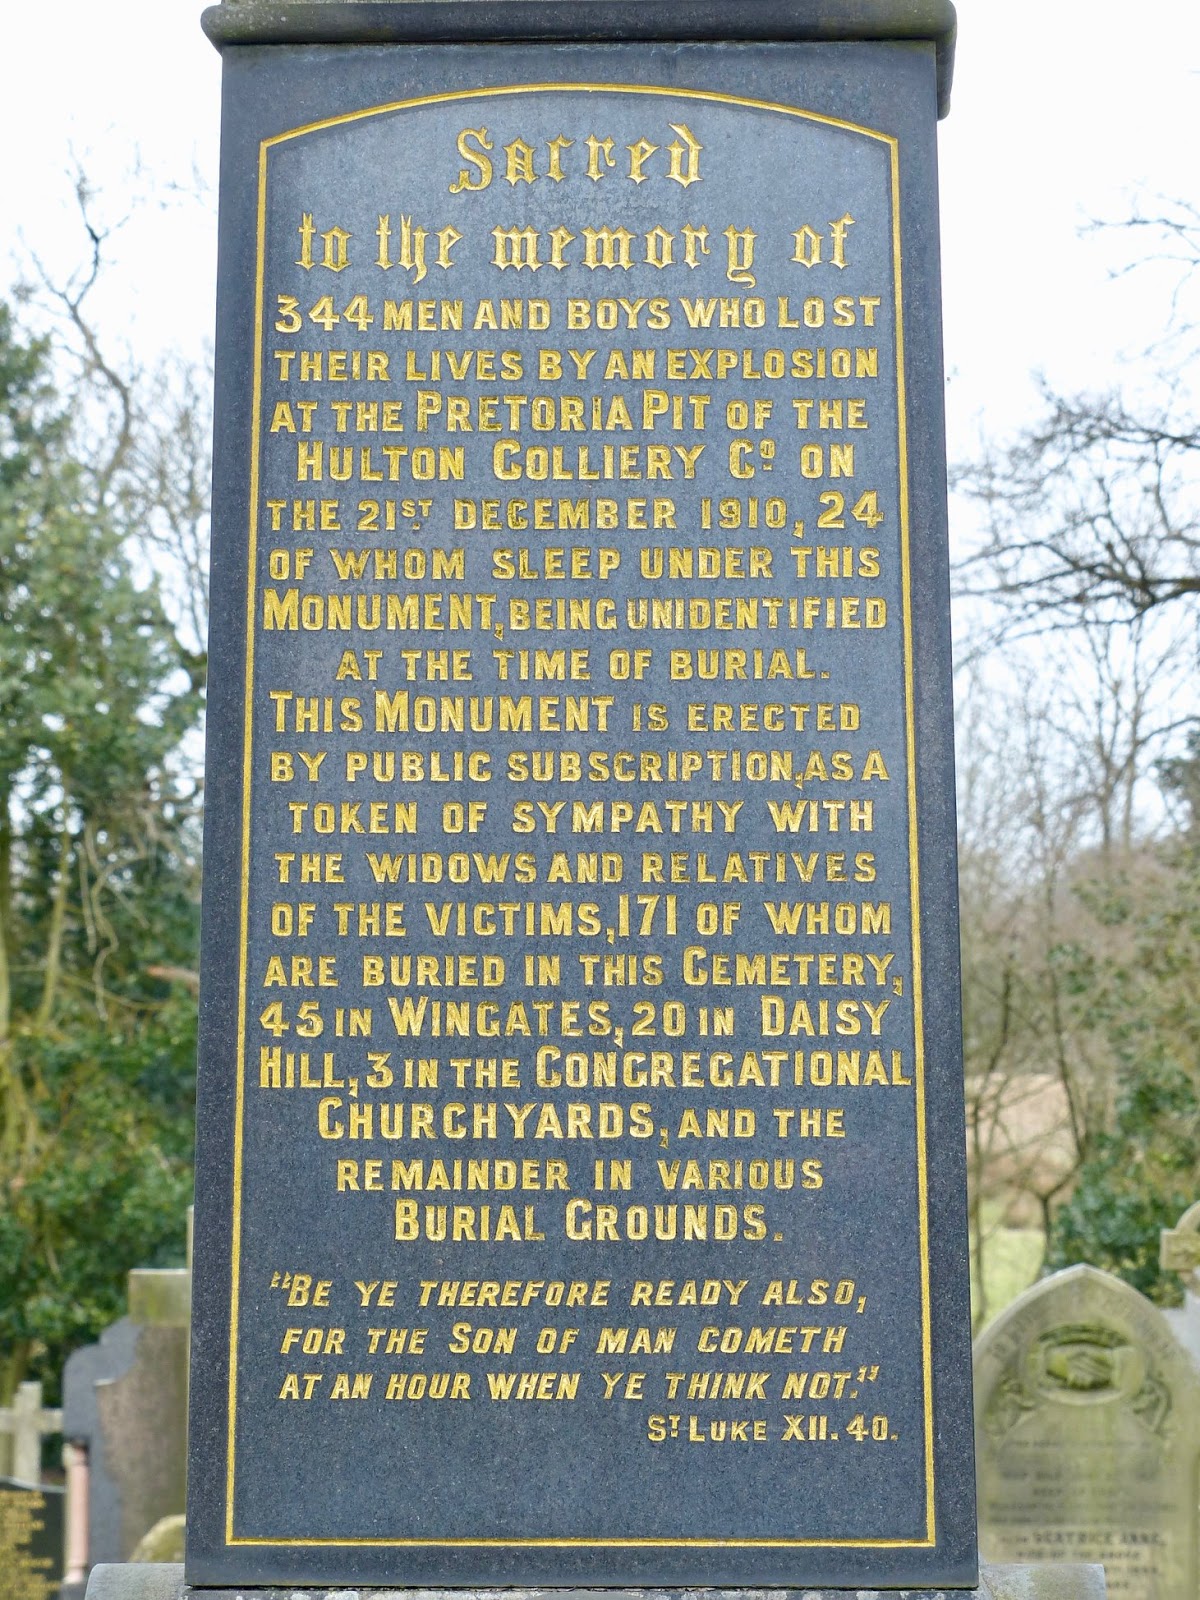 Sacred
to the memory of
344 MEN AND BOYS WHO LOST
THEIR LIVES BY AN EXPLOSION
AT THE PRETORIA PIT OF THE
HULTON COLLIERY Cº ON
THE 21ST DECEMBER 1910, 24
OF WHOM SLEEP UNDER THIS
MONUMENT, BEING UNIDENTIFIED
AT THE TIME OF BURIAL.
THIS MONUMENT IS ERECTED
BY PUBLIC SUBSCRIPTION, AS A
TOKEN OF SYMPATHY WITH
THE WIDOWS AND RELATIVES
OF THE VICTIMS, 171 OF WHOM
ARE BURIED IN THIS CEMETERY,
45 IN WINGATES, 20 IN DAISY
HILL, 3 IN THE CONGREGATIONAL
CHURCHYARDS, AND THE
REMAINDER IN VARIOUS
BURIAL GROUNDS.
"BE YE THEREFORE READY ALSO,
FOR THE SON OF MAN COMETH
AT AN HOUR WHEN YE THINK NOT."
ST LUKE XII. 40.
BEATRICE ANNE,